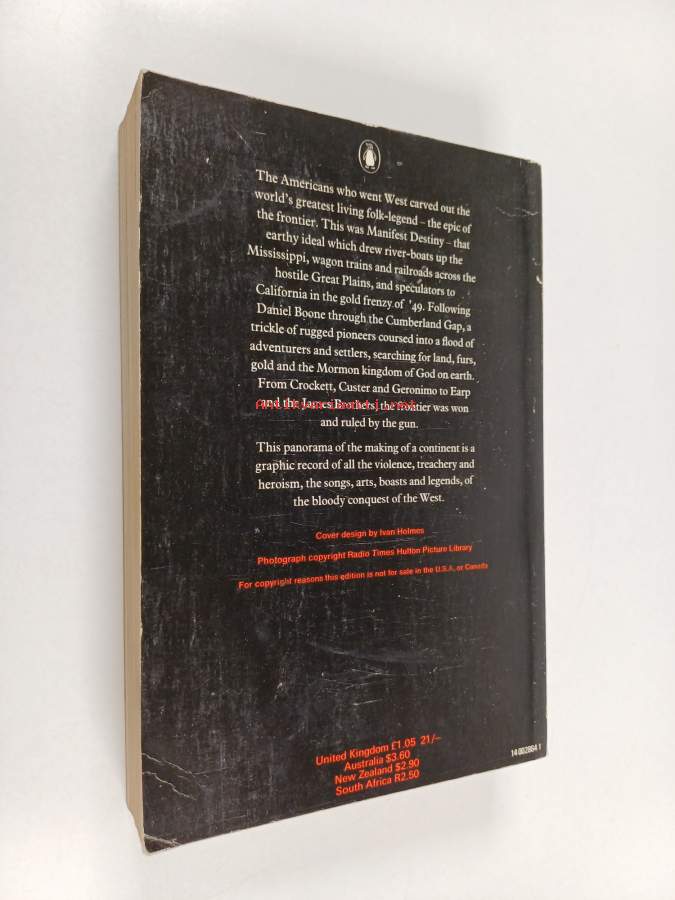 The Americans who went West carved out the
world's greatest living folk-legend – the epic of
the frontier. This was Manifest Destiny – that
earthy ideal which drew river-boats up the
Mississippi, wagon trains and railroads across the
hostile Great Plains, and speculators to
California in the gold frenzy of '49. Following
Daniel Boone through the Cumberland Gap, a
trickle of rugged pioneers coursed into a flood of
adventurers and settlers, searching for land, furs,
gold and the Mormon kingdom of God on earth.
From Crockett, Custer and Geronimo to Earp
and the James Brothers, the frontier was won
and ruled by the gun.
This panorama of the making of a continent is a
graphic record of all the violence, treachery and
heroism, the songs, arts, boasts and legends, of
the bloody conquest of the West.
Cover design by Ivan Holmes
Photograph copyright Radio Times Hulton Picture Library
For copyright reasons this edition is not for sale in the U.S.A. or Canada
United Kingdom £1.05 21/–
Australia $3.60
New Zealand $2.90
South Africa R2.50
14 002864 1